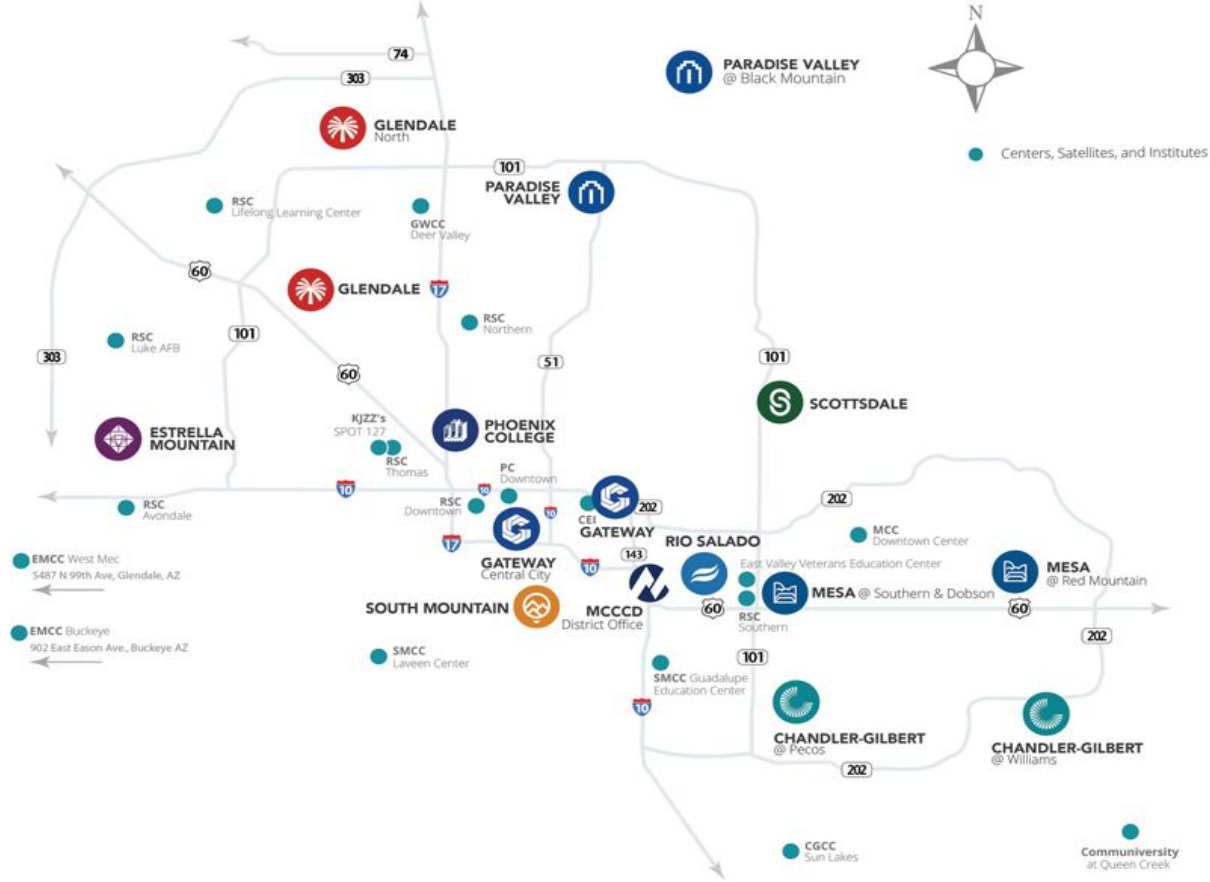 N
74
PARADISE VALLEY
@ Black Mountain
303
GLENDALE
North
Centers, Satellites, and Institutes
101
PARADISE
VALLEY
RSC
Lifelong Learning Center
GWCC
Deer Valley
60
GLENDALE
17
RSC
Northern
101
RSC
Luke AFB
303
51
101
60
SCOTTSDALE
KJZZ's
SPOT 127
PHOENIX
COLLEGE
ESTRELLA
MOUNTAIN
RSC
Thomas
PC
Downtown
10
10
202
RSC
Avondale
RSC
Downtown
10
CEI
GATEWAY
202
MCC
Downtown Center
17
RIO SALADO
143
EMCC West Mec
5487 N 99th Ave, Glendale, AZ
GATEWAY
Central City
10
East Valley Veterans Education Center
MESA
@ Red Mountain
MESA @ Southern & Dobson
SOUTH MOUNTAIN
MCCCD
District Office
60
RSC
Southern
60
EMCC Buckeye
902 East Eason Ave., Buckeye AZ
202
SMCC
Laveen Center
101
SMCC Guadalupe
Education Center
10
CHANDLER-GILBERT
@ Pecos
CHANDLER-GILBERT
@ Williams
202
CGCC
Sun Lakes
Communiversity
at Queen Creek